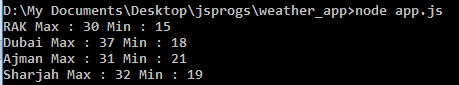 D:\My Documents\Desktop\jsprogs\weather_app>node app.js
RAK Max : 30 Min : 15
Dubai Max : 37 Min : 18
Ajman Max : 31 Min : 21
Sharjah Max : 32 Min : 19